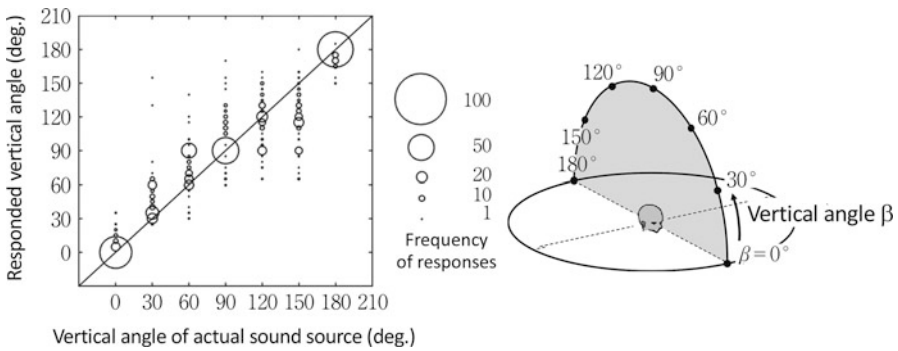 Responded vertical angle (deg.)
210
180
150
120
90
60
30
0
0 30 60 90 120 150 180 210
Vertical angle of actual sound source (deg.)
100
50
20
10
1
Frequency
of responses
120°
90°
150°
60°
180°
30°
Vertical angle β
β=0°